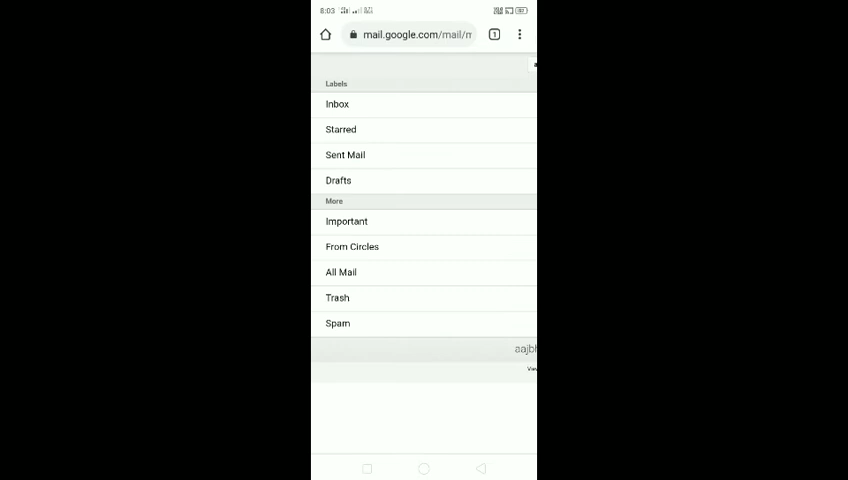 8:03
mail.google.com/mail/m
1
Labels
Inbox
Starred
Sent Mail
Drafts
More
Important
From Circles
All Mail
Trash
Spam
aajbh